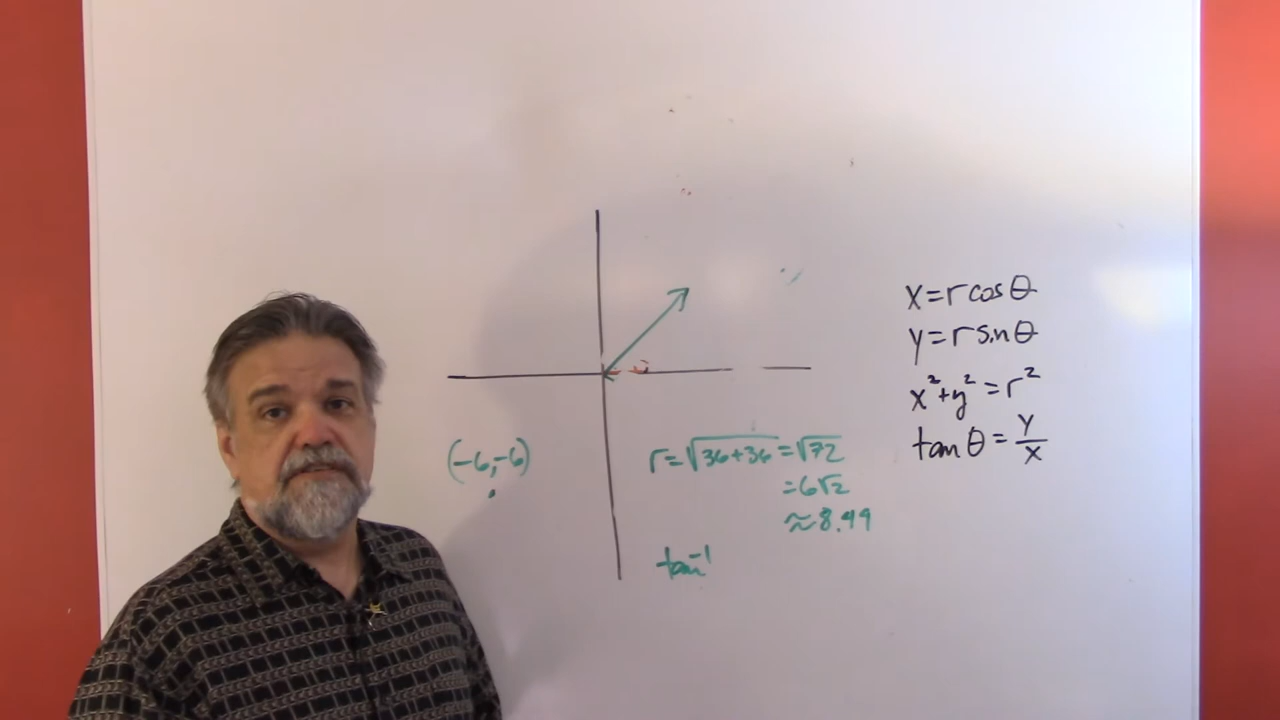 x=r cos θ
y=r sin θ
x²+y²=r²
tan θ = y/x
(-6,-6)
r=√36+36=√72
=6√2
≈8.49
tan⁻¹